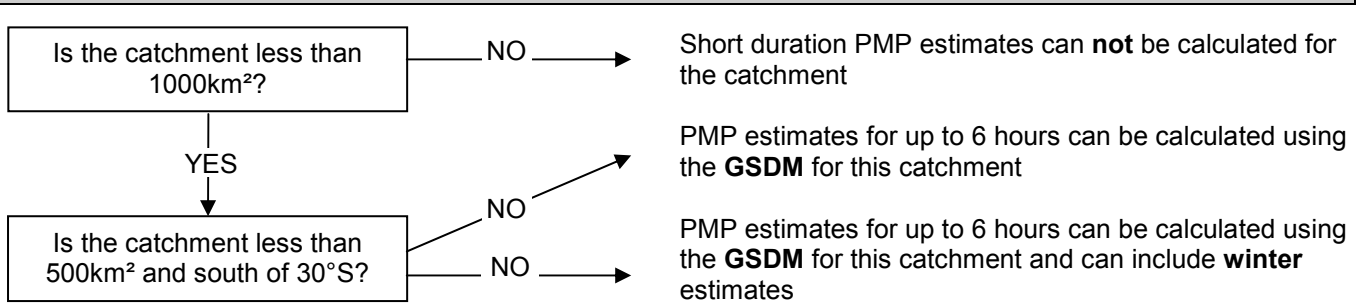 Is the catchment less than
1000km²?
NO
Short duration PMP estimates can not be calculated for
the catchment
YES
NO
PMP estimates for up to 6 hours can be calculated using
the GSDM for this catchment
Is the catchment less than
500km² and south of 30°S?
NO
PMP estimates for up to 6 hours can be calculated using
the GSDM for this catchment and can include winter
estimates